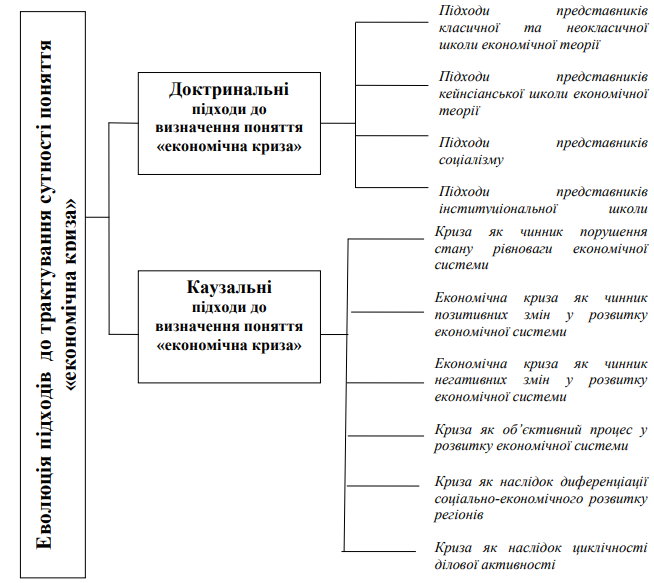 Еволюція підходів до трактування сутності поняття
«економічна криза»
Доктринальні
підходи до
визначення поняття
«економічна криза»
Підходи представників
класичної та неокласичної
школи економічної теорії
Підходи представників
кейнсіанської школи економічної
теорії
Підходи представників
соціалізму
Підходи представників
інституціональної школи
Каузальні
підходи до
визначення поняття
«економічна криза»
Криза як чинник порушення
стану рівноваги економічної
системи
Економічна криза як чинник
позитивних змін у розвитку
економічної системи
Економічна криза як чинник
негативних змін у розвитку
економічної системи
Криза як об’єктивний процес у
розвитку економічної системи
Криза як наслідок диференціації
соціально-економічного розвитку
регіонів
Криза як наслідок циклічності
ділової активності